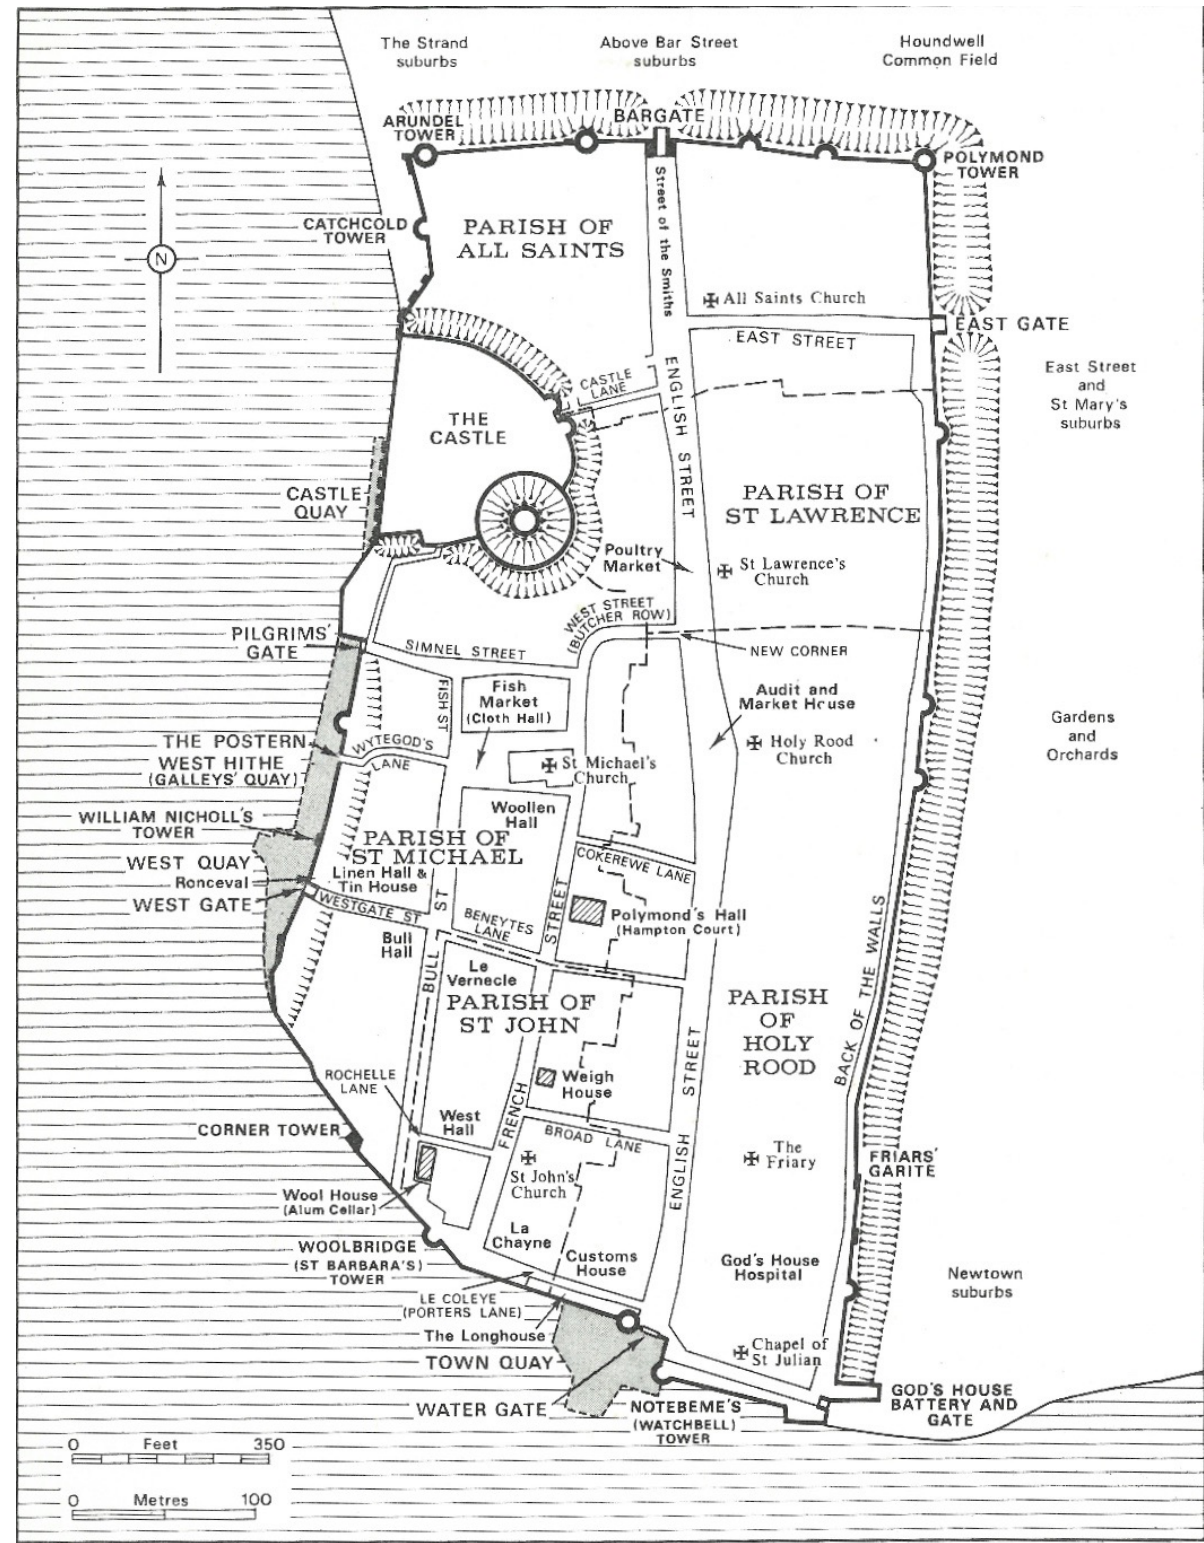 The Strand
suburbs
Above Bar Street
suburbs
Houndwell
Common Field
ARUNDEL
TOWER
BARGATE
POLYMOND
TOWER
CATCHCOLD
TOWER
N
PARISH OF
ALL SAINTS
Street of the Smiths
All Saints Church
EAST GATE
EAST STREET
East Street
and
St Mary's
suburbs
CASTLE
LANE
ENGLISH STREET
THE
CASTLE
CASTLE
QUAY
PARISH OF
ST LAWRENCE
Poultry
Market
St Lawrence's
Church
WEST STREET
(BUTCHER ROW)
PILGRIMS'
GATE
SIMNEL STREET
NEW CORNER
FISH ST
Fish
Market
(Cloth Hall)
Audit and
Market House
Holy Rood
Church
Gardens
and
Orchards
THE POSTERN
WEST HITHE
(GALLEYS' QUAY)
WYTEGOD'S
LANE
St Michael's
Church
WILLIAM NICHOLL'S
TOWER
Woollen
Hall
PARISH OF
ST MICHAEL
WEST QUAY
Ronceval
WEST GATE
Linen Hall &
Tin House
COKEREWE LANE
WESTGATE ST
BENEYTES
LANE
Polymond's Hall
(Hampton Court)
Bull
Hall
BULL ST
Le
Vernecle
PARISH OF
ST JOHN
PARISH
OF
HOLY
ROOD
BACK OF THE WALLS
ROCHELLE
LANE
Weigh
House
FRENCH STREET
ENGLISH STREET
West
Hall
CORNER TOWER
BROAD LANE
The
Friary
FRIARS'
GARITE
St John's
Church
Wool House
(Alum Cellar)
La
Chayne
WOOLBRIDGE
(ST BARBARA'S)
TOWER
Customs
House
God's House
Hospital
Newtown
suburbs
LE COLEYE
(PORTERS LANE)
The Longhouse
TOWN QUAY
Chapel of
St Julian
WATER GATE
NOTEBEME'S
(WATCHBELL)
TOWER
GOD'S HOUSE
BATTERY AND
GATE
0 Feet 350
0 Metres 100